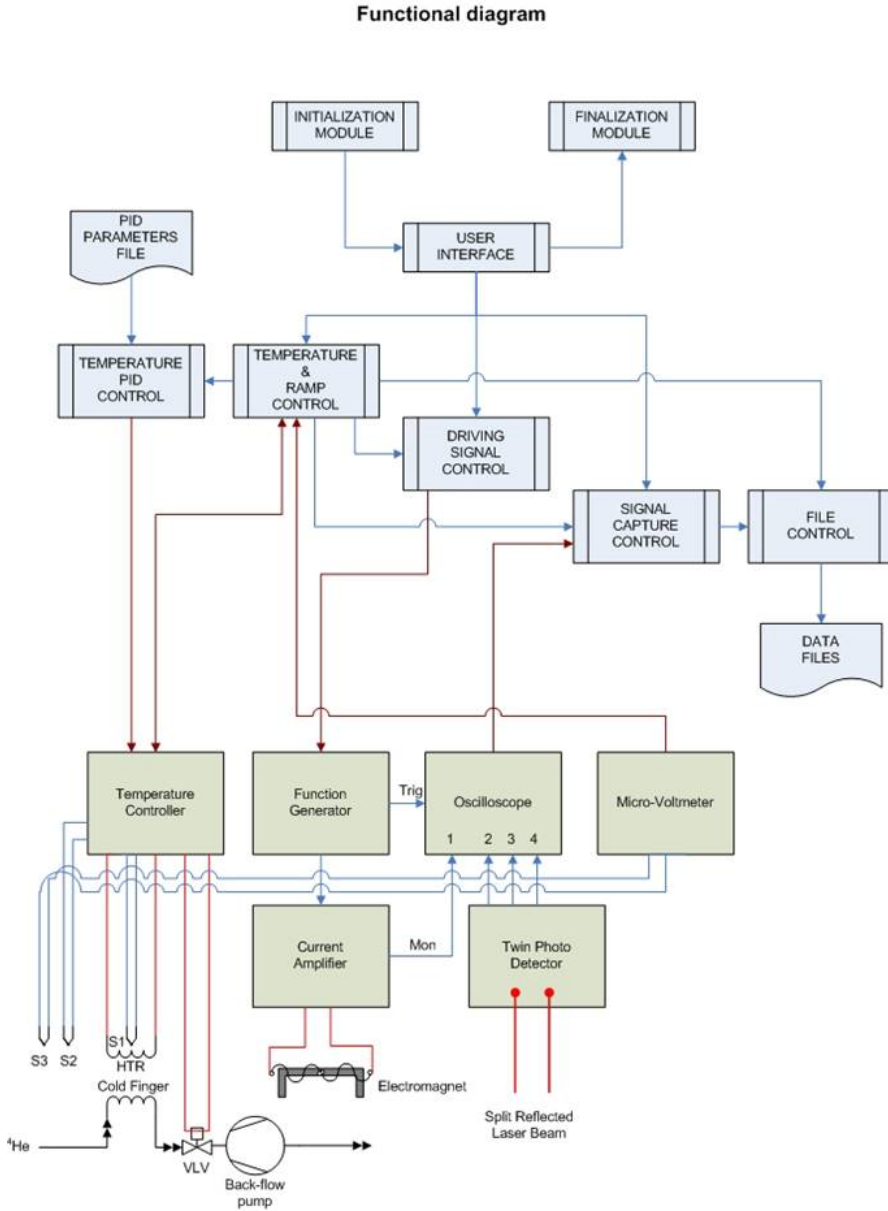 Functional diagram
INITIALIZATION
MODULE
FINALIZATION
MODULE
PID
PARAMETERS
FILE
USER
INTERFACE
TEMPERATURE
PID
CONTROL
TEMPERATURE
&
RAMP
CONTROL
DRIVING
SIGNAL
CONTROL
SIGNAL
CAPTURE
CONTROL
FILE
CONTROL
DATA
FILES
Temperature
Controller
Function
Generator
Trig
Oscilloscope
1 2 3 4
Micro-Voltmeter
Current
Amplifier
Mon
Twin Photo
Detector
S3
S2
S1
HTR
Cold Finger
Electromagnet
Split Reflected
Laser Beam
⁴He
VLV
Back-flow
pump